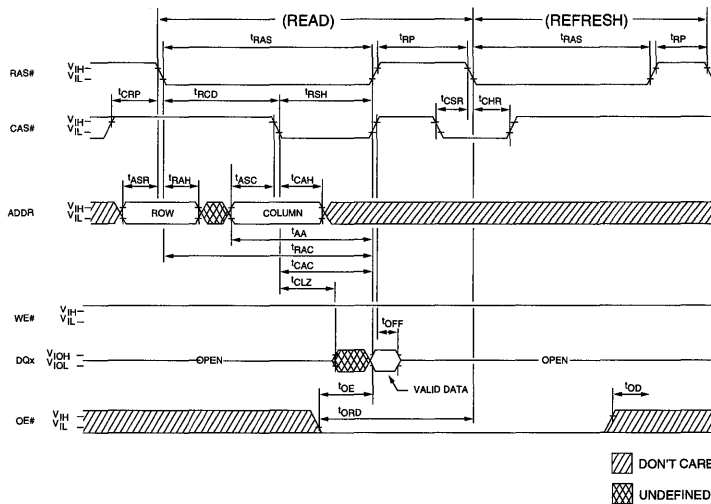 (READ) (REFRESH)
tRAS tRP tRAS tRP
RAS# VIH VIL
tCRP tRCD tRSH tCSR tCHR
CAS# VIH VIL
tASR tRAH tASC tCAH
ADDR VIH VIL ROW COLUMN
tAA
tRAC
tCAC
tCLZ
WE# VIH VIL
tOFF
DQx VIOH VIOL OPEN OPEN
VALID DATA
tOE tOD
tORD
OE# VIH VIL
DON'T CARE
UNDEFINED